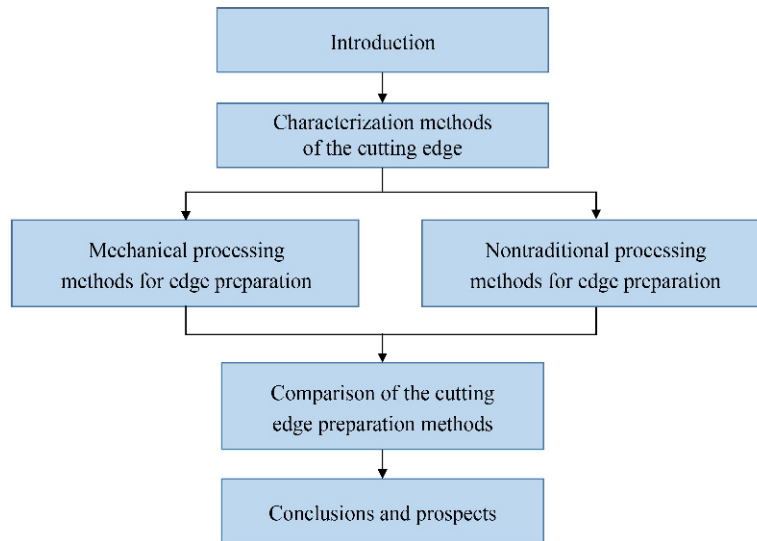 Introduction
Characterization methods
of the cutting edge
Mechanical processing
methods for edge preparation
Nontraditional processing
methods for edge preparation
Comparison of the cutting
edge preparation methods
Conclusions and prospects